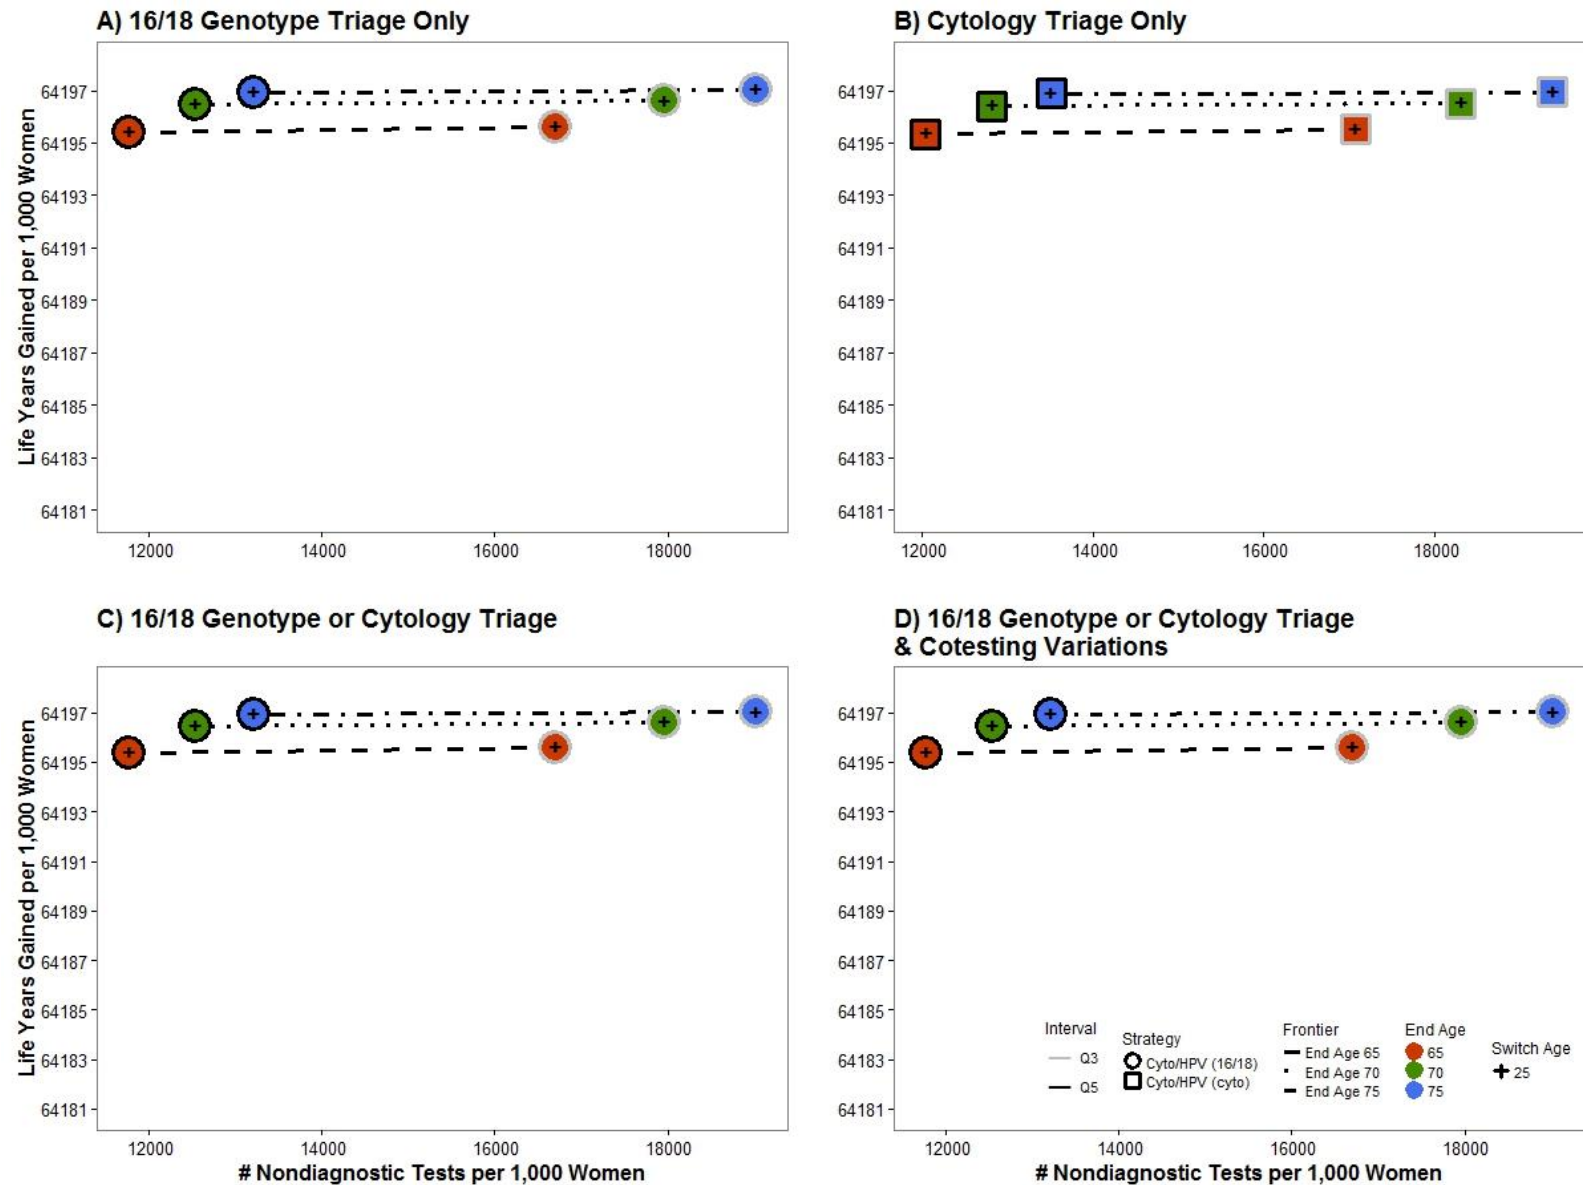 A) 16/18 Genotype Triage Only
Life Years Gained per 1,000 Women
64197
64195
64193
64191
64189
64187
64185
64183
64181
12000 14000 16000 18000
B) Cytology Triage Only
64197
64195
64193
64191
64189
64187
64185
64183
64181
12000 14000 16000 18000
C) 16/18 Genotype or Cytology Triage
Life Years Gained per 1,000 Women
64197
64195
64193
64191
64189
64187
64185
64183
64181
12000 14000 16000 18000
# Nondiagnostic Tests per 1,000 Women
D) 16/18 Genotype or Cytology Triage
& Cotesting Variations
64197
64195
64193
64191
64189
64187
64185
64183
64181
Interval
Q3
Q5
Strategy
Cyto/HPV (16/18)
Cyto/HPV (cyto)
Frontier
End Age 65
End Age 70
End Age 75
End Age
65
70
75
Switch Age
25
12000 14000 16000 18000
# Nondiagnostic Tests per 1,000 Women